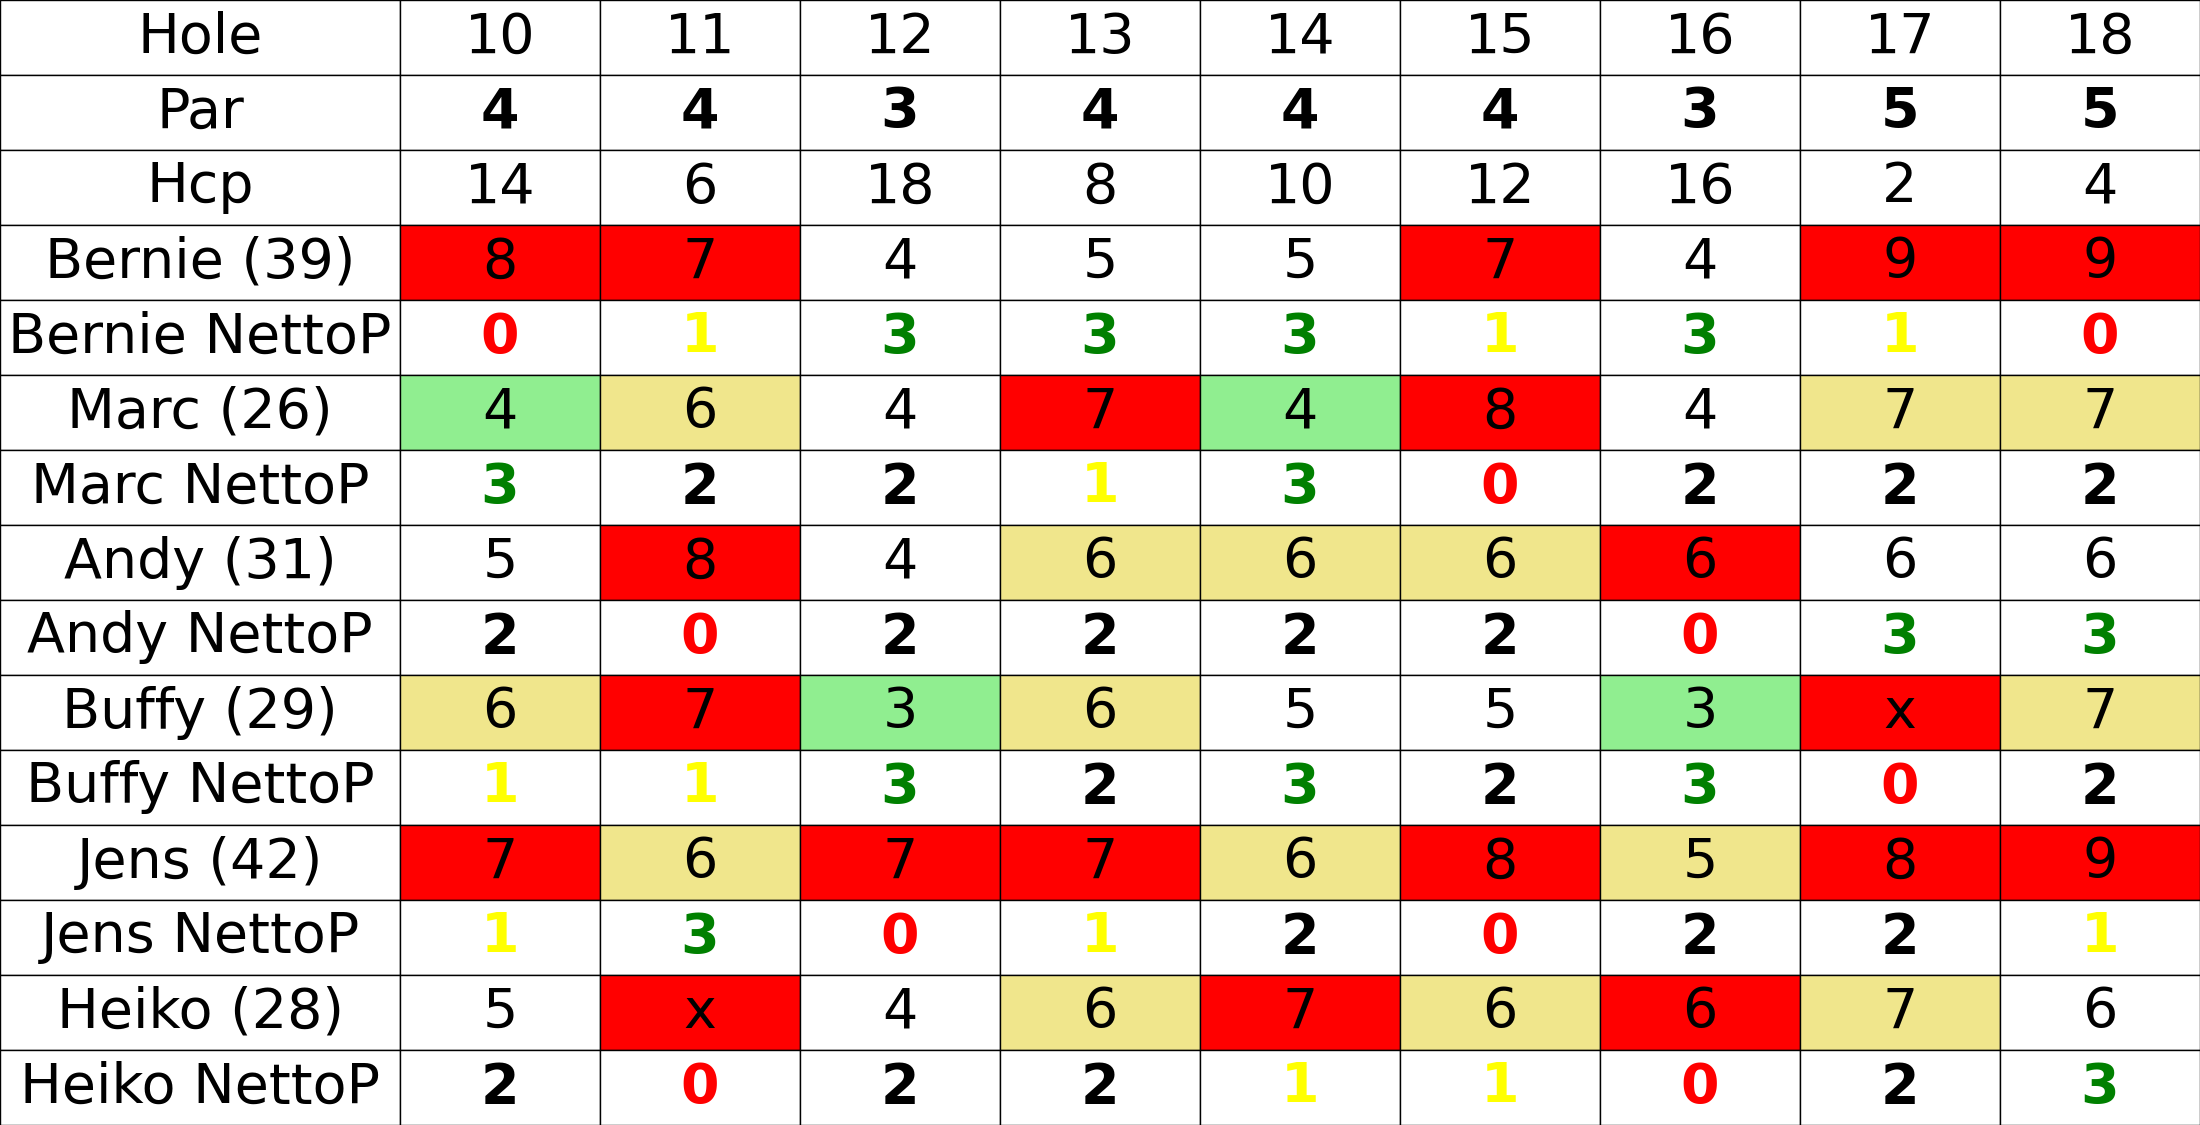 Hole 10 11 12 13 14 15 16 17 18
Par 4 4 3 4 4 4 3 5 5
Hcp 14 6 18 8 10 12 16 2 4
Bernie (39) 8 7 4 5 5 7 4 9 9
Bernie NettoP 0 1 3 3 3 1 3 1 0
Marc (26) 4 6 4 7 4 8 4 7 7
Marc NettoP 3 2 2 1 3 0 2 2 2
Andy (31) 5 8 4 6 6 6 6 6 6
Andy NettoP 2 0 2 2 2 2 0 3 3
Buffy (29) 6 7 3 6 5 5 3 x 7
Buffy NettoP 1 1 3 2 3 2 3 0 2
Jens (42) 7 6 7 7 6 8 5 8 9
Jens NettoP 1 3 0 1 2 0 2 2 1
Heiko (28) 5 x 4 6 7 6 6 7 6
Heiko NettoP 2 0 2 2 1 1 0 2 3